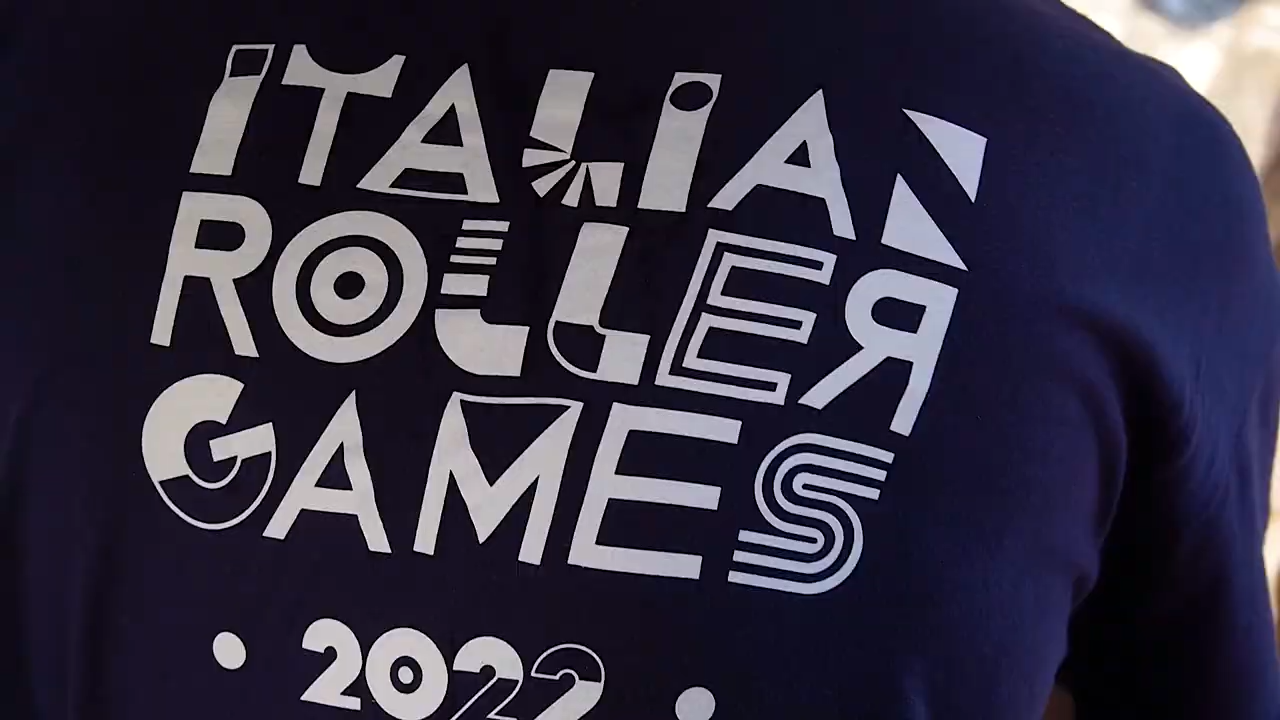 ITALIAN
ROLLER
GAMES
• 2022 •